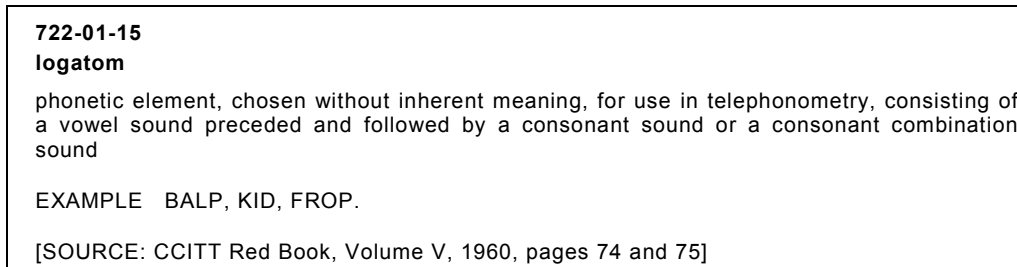 722-01-15
logatom
phonetic element, chosen without inherent meaning, for use in telephonometry, consisting of
a vowel sound preceded and followed by a consonant sound or a consonant combination
sound
EXAMPLE BALP, KID, FROP.
[SOURCE: CCITT Red Book, Volume V, 1960, pages 74 and 75]